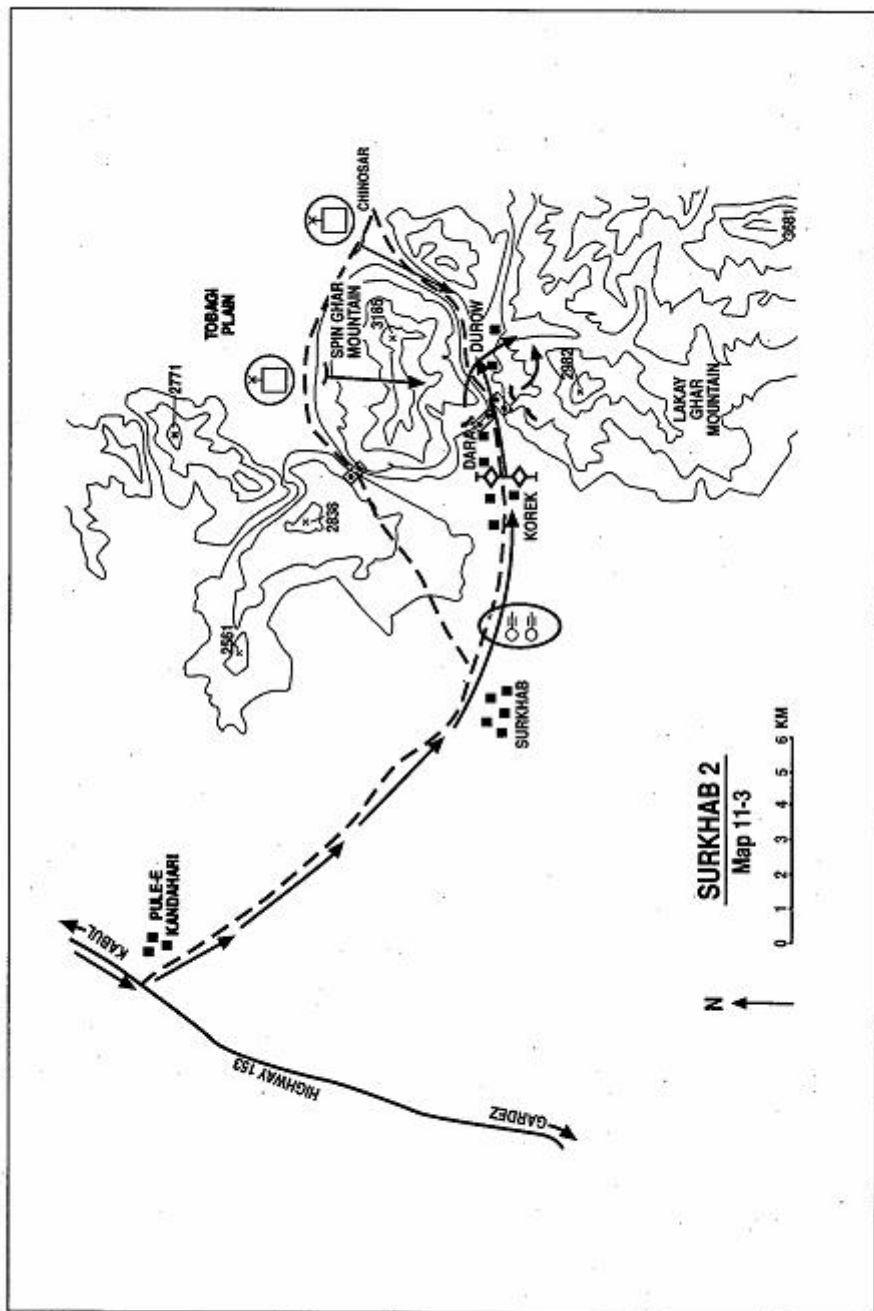 KABUL
PULE-E
KANDAHARI
HIGHWAY 153
GARDEZ
2561
2771
2836
TOBAGI
PLAIN
SPIN GHAR
MOUNTAIN
3185
CHINOSAR
SURKHAB
KOREK
DARA
DUROW
2982
LAKAY
GHAR
MOUNTAIN
3681
N
SURKHAB 2
Map 11-3
0 1 2 3 4 5 6 KM